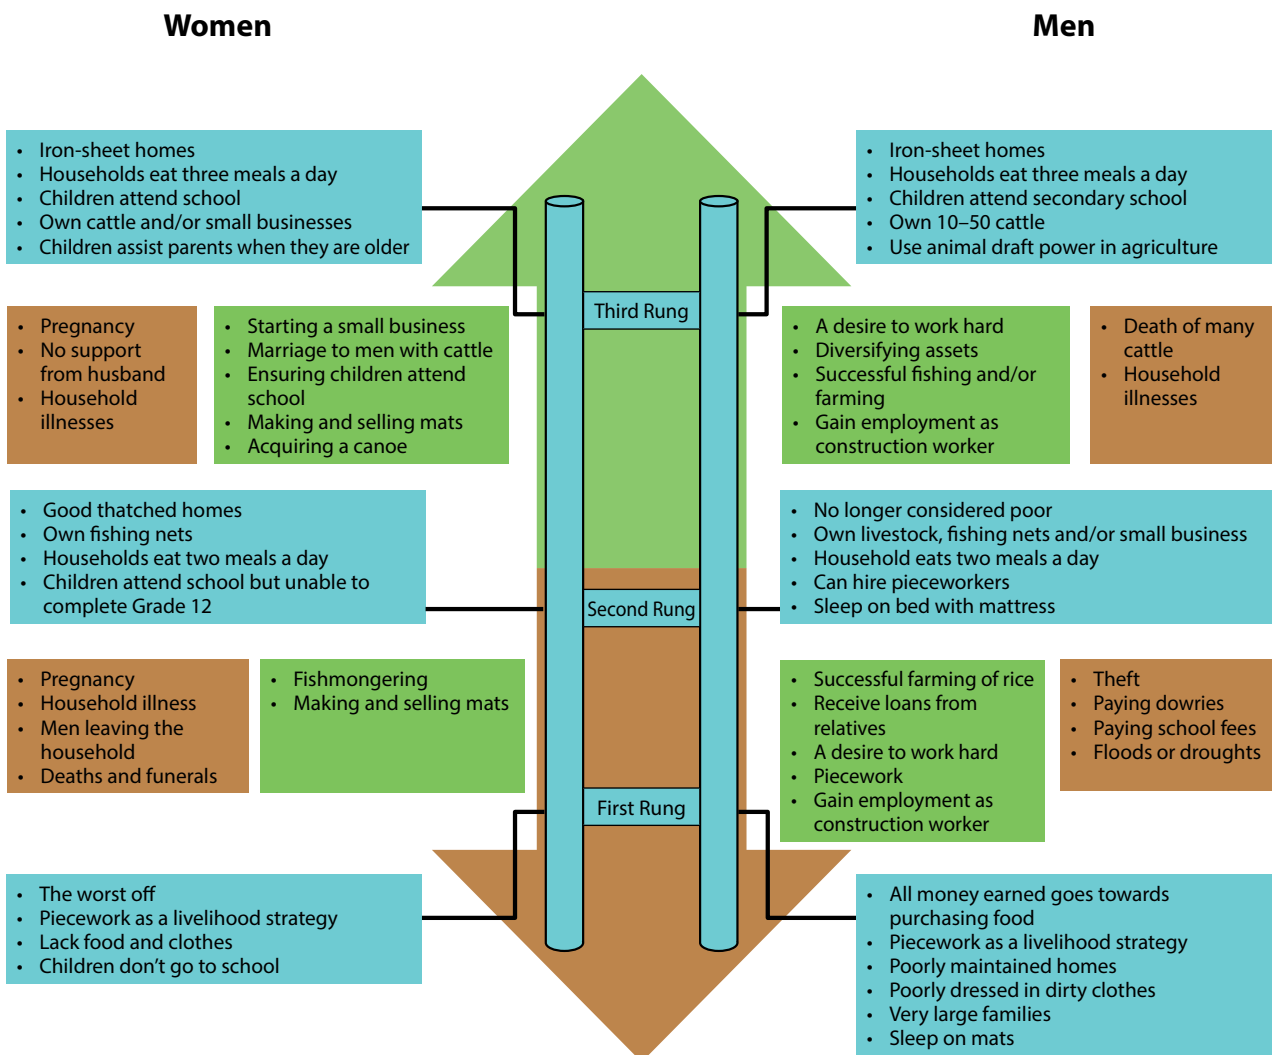 Women
Men
• Iron-sheet homes
• Households eat three meals a day
• Children attend school
• Own cattle and/or small businesses
• Children assist parents when they are older
• Iron-sheet homes
• Households eat three meals a day
• Children attend secondary school
• Own 10–50 cattle
• Use animal draft power in agriculture
Third Rung
• Pregnancy
• No support
from husband
• Household
illnesses
• Starting a small business
• Marriage to men with cattle
• Ensuring children attend
school
• Making and selling mats
• Acquiring a canoe
• A desire to work hard
• Diversifying assets
• Successful fishing and/or
farming
• Gain employment as
construction worker
• Death of many
cattle
• Household
illnesses
• Good thatched homes
• Own fishing nets
• Households eat two meals a day
• Children attend school but unable to
complete Grade 12
Second Rung
• No longer considered poor
• Own livestock, fishing nets and/or small business
• Household eats two meals a day
• Can hire pieceworkers
• Sleep on bed with mattress
• Pregnancy
• Household illness
• Men leaving the
household
• Deaths and funerals
• Fishmongering
• Making and selling mats
• Successful farming of rice
• Receive loans from
relatives
• A desire to work hard
• Piecework
• Gain employment as
construction worker
• Theft
• Paying dowries
• Paying school fees
• Floods or droughts
First Rung
• The worst off
• Piecework as a livelihood strategy
• Lack food and clothes
• Children don’t go to school
• All money earned goes towards
purchasing food
• Piecework as a livelihood strategy
• Poorly maintained homes
• Poorly dressed in dirty clothes
• Very large families
• Sleep on mats